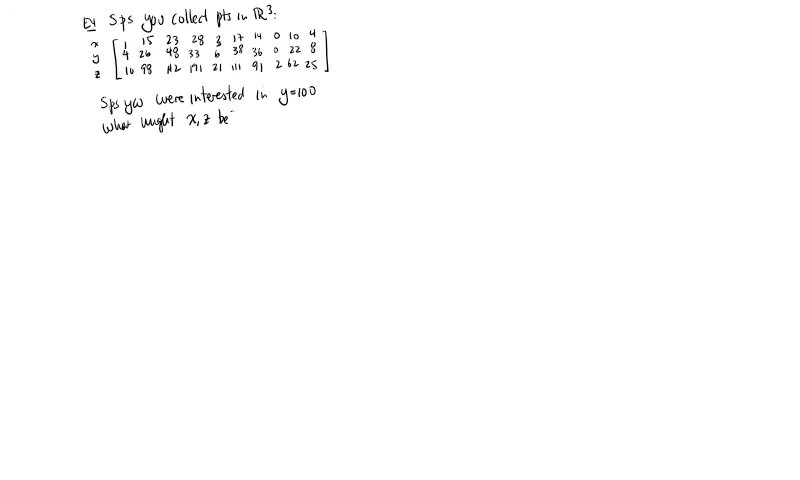 Ex Sps you collect pts in ℝ³:
x [ 1 15 23 28 3 17 14 0 10 4
y 4 26 48 33 6 38 36 0 22 8
z 10 98 142 171 21 111 91 2 62 25 ]
Sps you were interested in y=100
What might x, z be